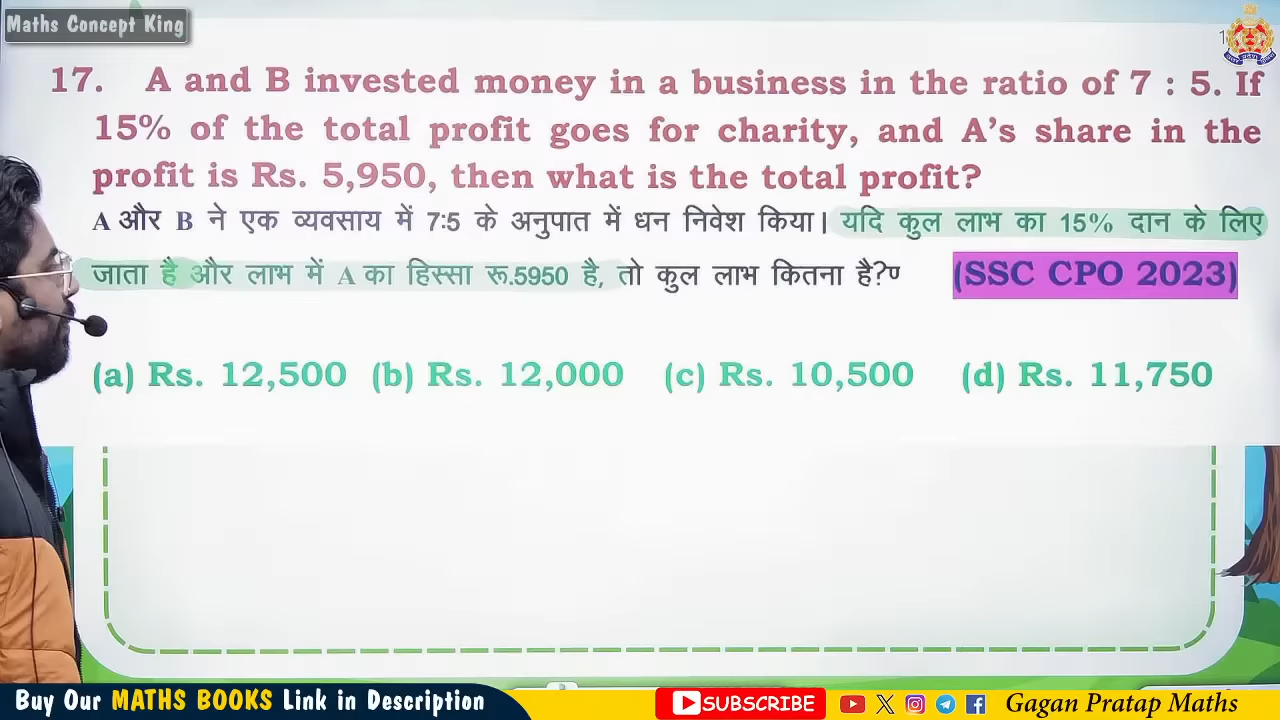 Maths Concept King
17. A and B invested money in a business in the ratio of 7 : 5. If
15% of the total profit goes for charity, and A's share in the
profit is Rs. 5,950, then what is the total profit?
A और B ने एक व्यवसाय में 7:5 के अनुपात में धन निवेश किया। यदि कुल लाभ का 15% दान के लिए
जाता है और लाभ में A का हिस्सा रू.5950 है, तो कुल लाभ कितना है?
(SSC CPO 2023)
(a) Rs. 12,500 (b) Rs. 12,000 (c) Rs. 10,500 (d) Rs. 11,750
Buy Our MATHS BOOKS Link in Description
SUBSCRIBE
Gagan Pratap Maths